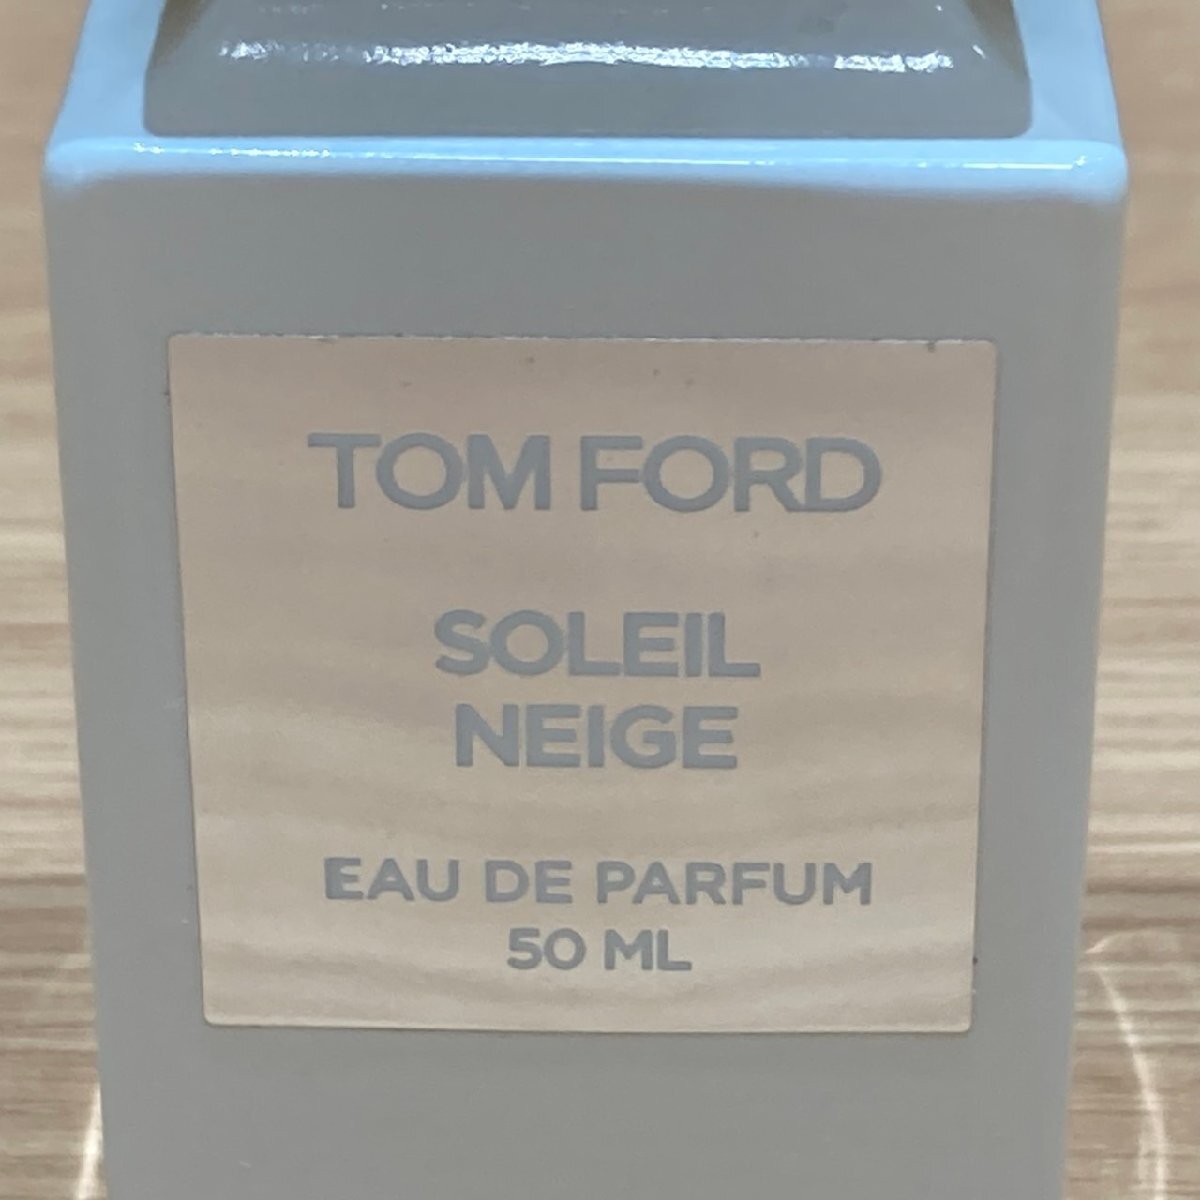 TOM FORD
SOLEIL
NEIGE
EAU DE PARFUM
50 ML